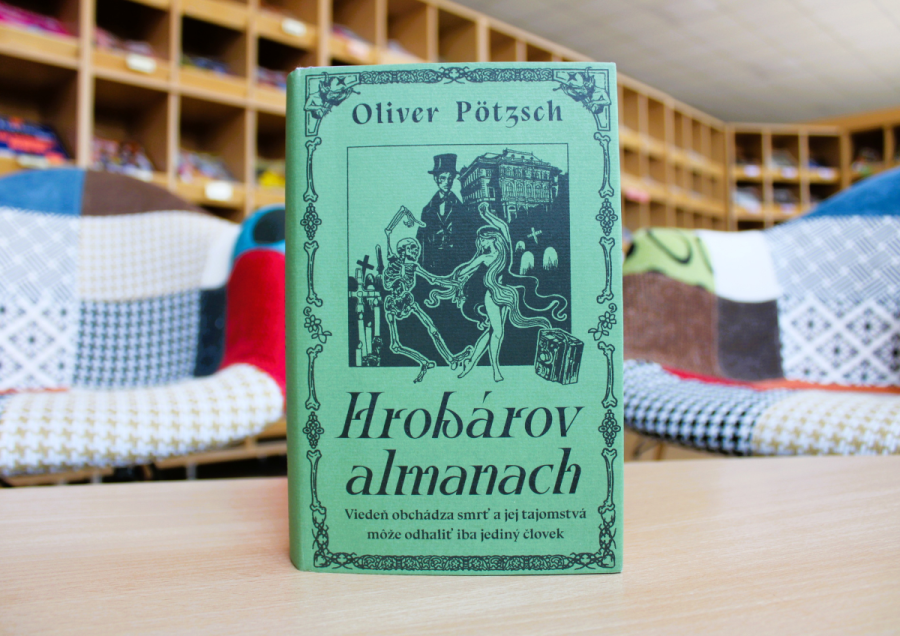 Oliver Pötzsch
Hrobárov
almanach
Viedeň obchádza smrť a jej tajomstvá
môže odhaliť iba jediný človek